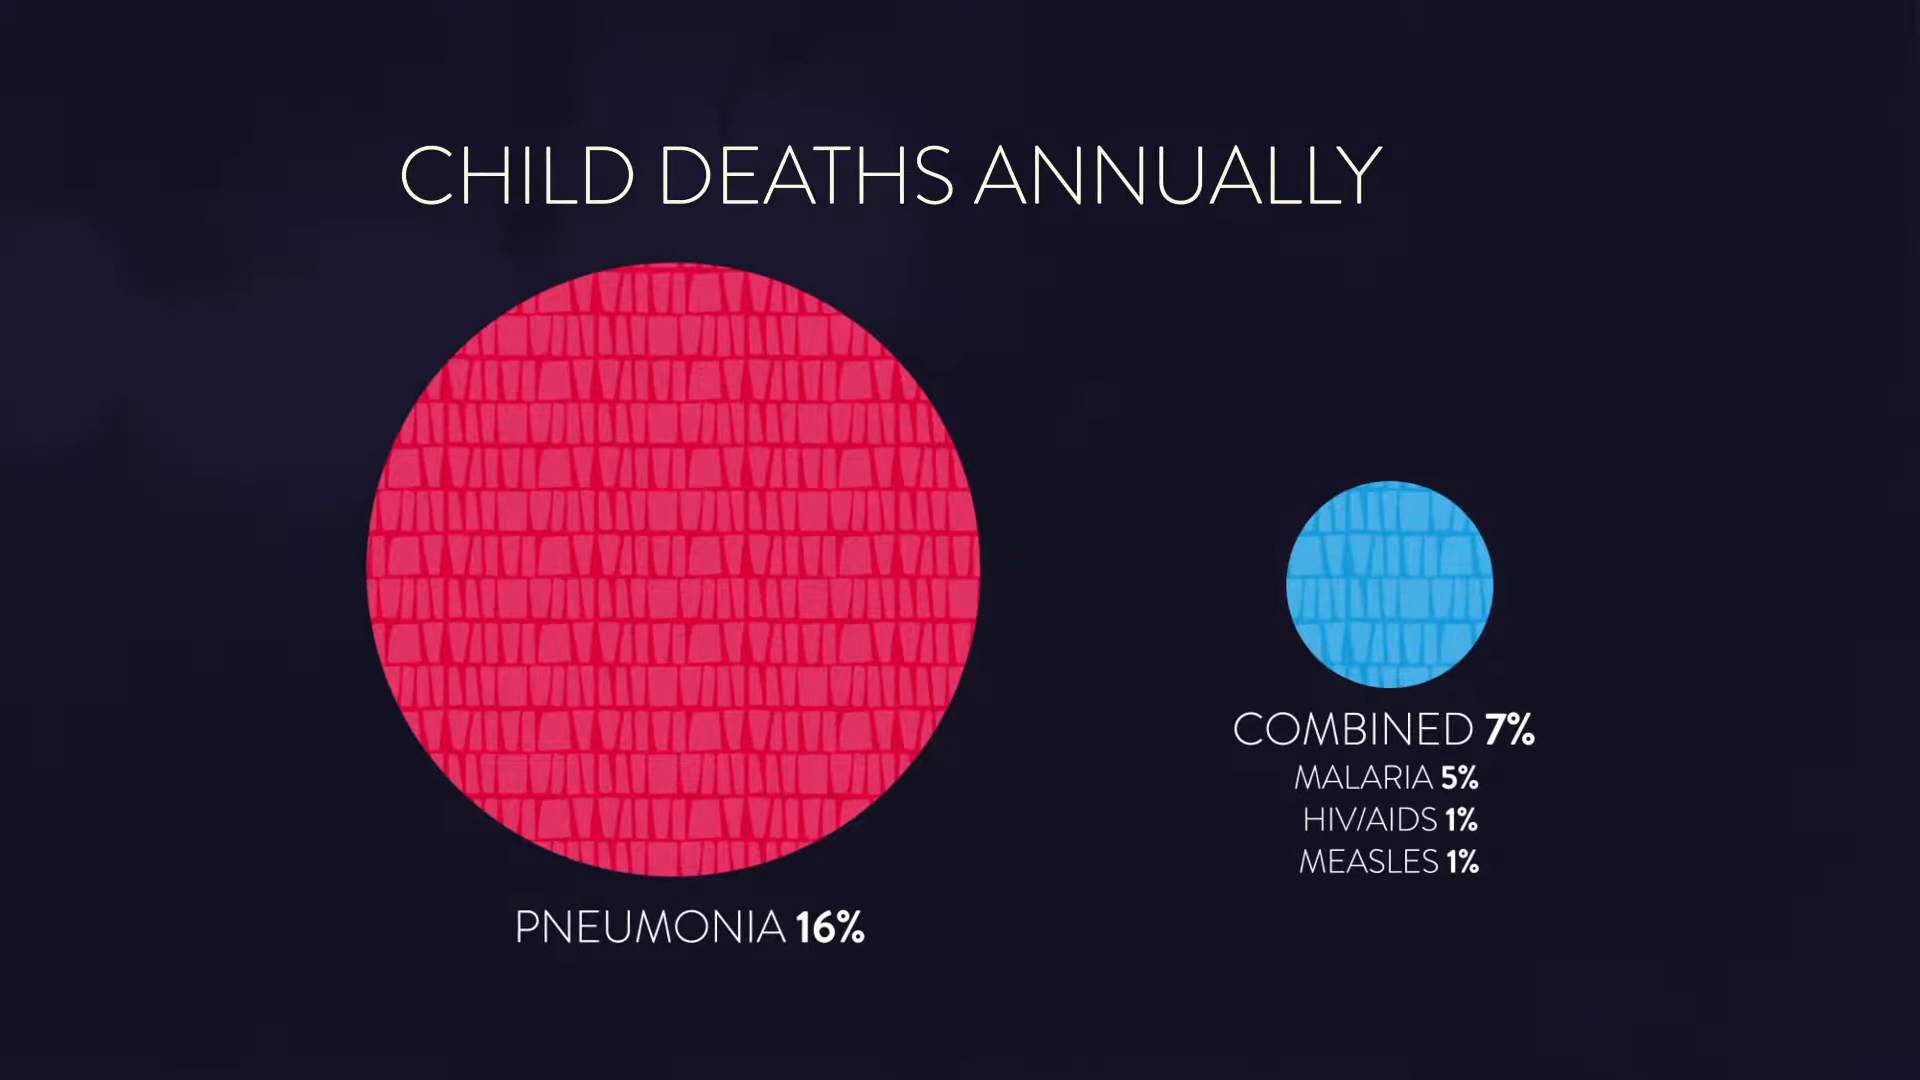 CHILD DEATHS ANNUALLY
PNEUMONIA 16%
COMBINED 7%
MALARIA 5%
HIV/AIDS 1%
MEASLES 1%